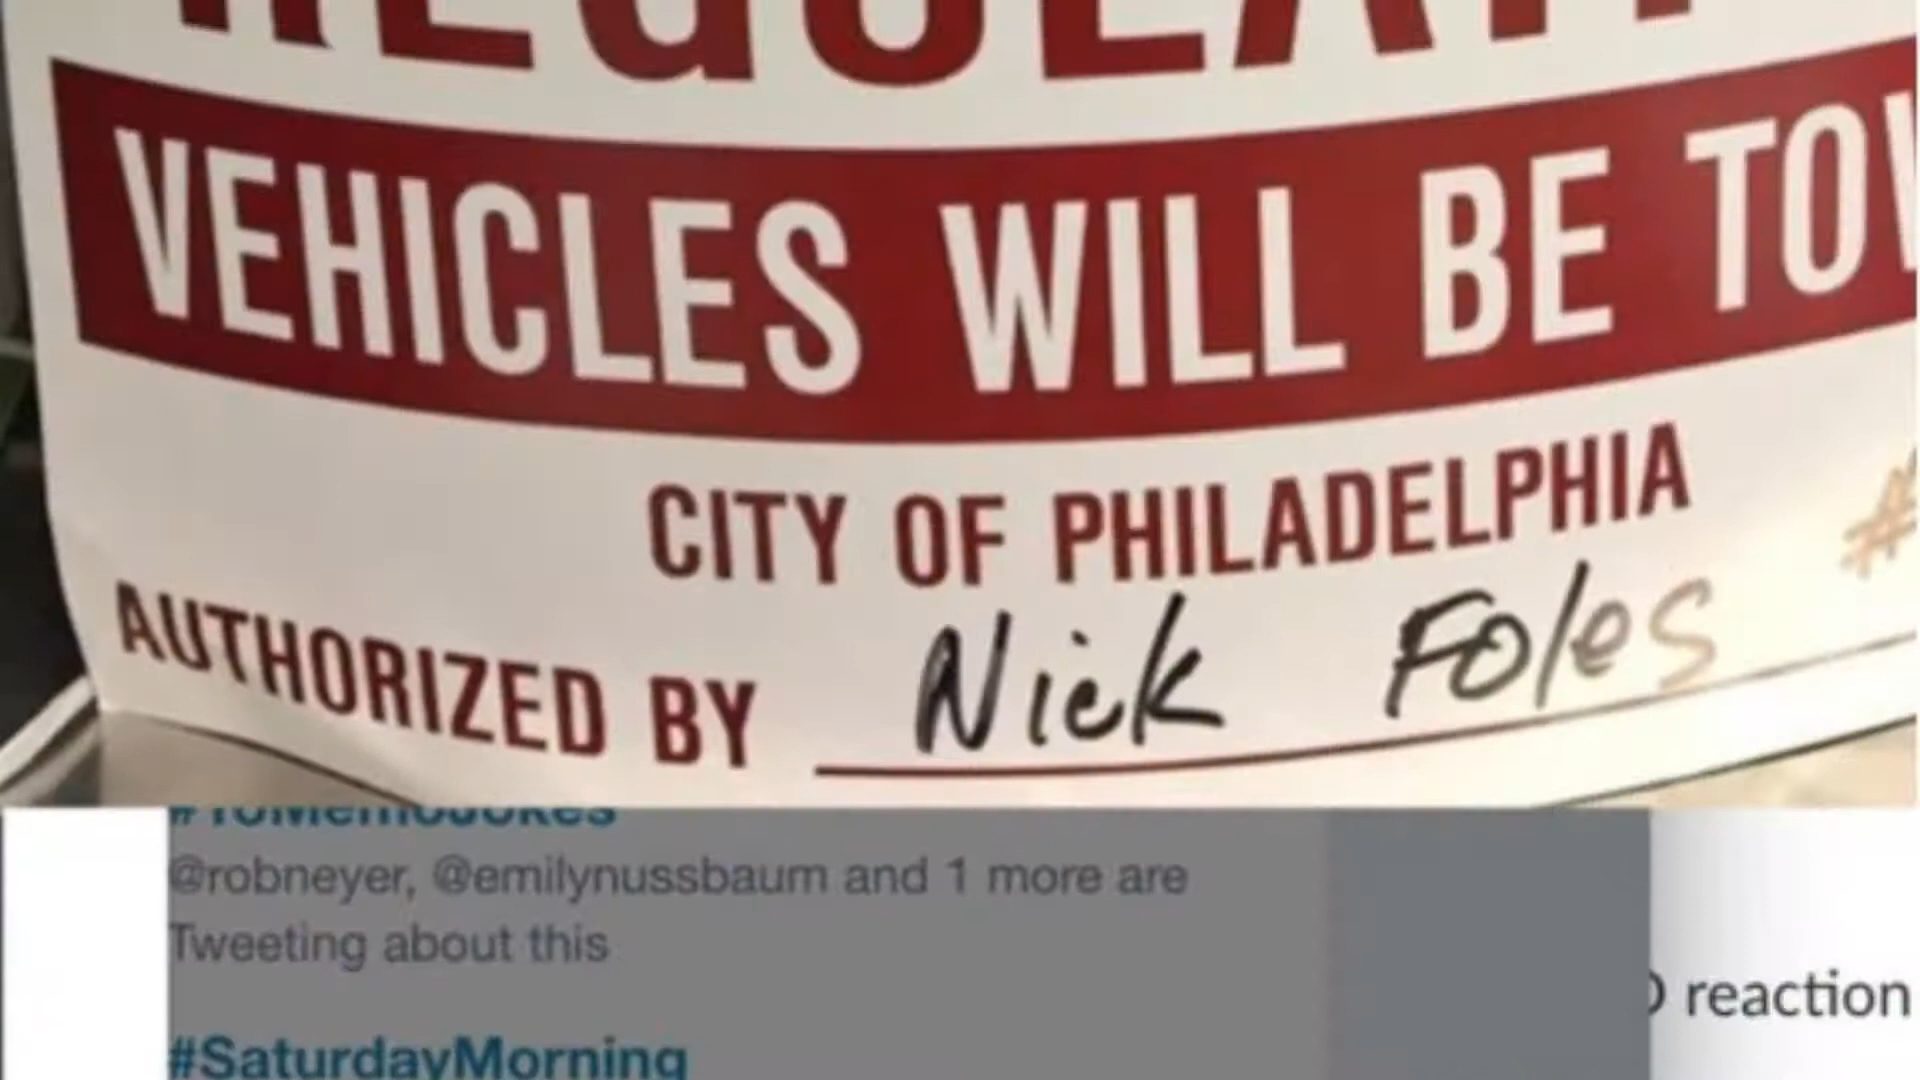 VEHICLES WILL BE
CITY OF PHILADELPHIA
#
AUTHORIZED BY Nick Foles
#ToMemoJokes
@robneyer, @emilynussbaum and 1 more are
Tweeting about this
reaction
#SaturdayMorning